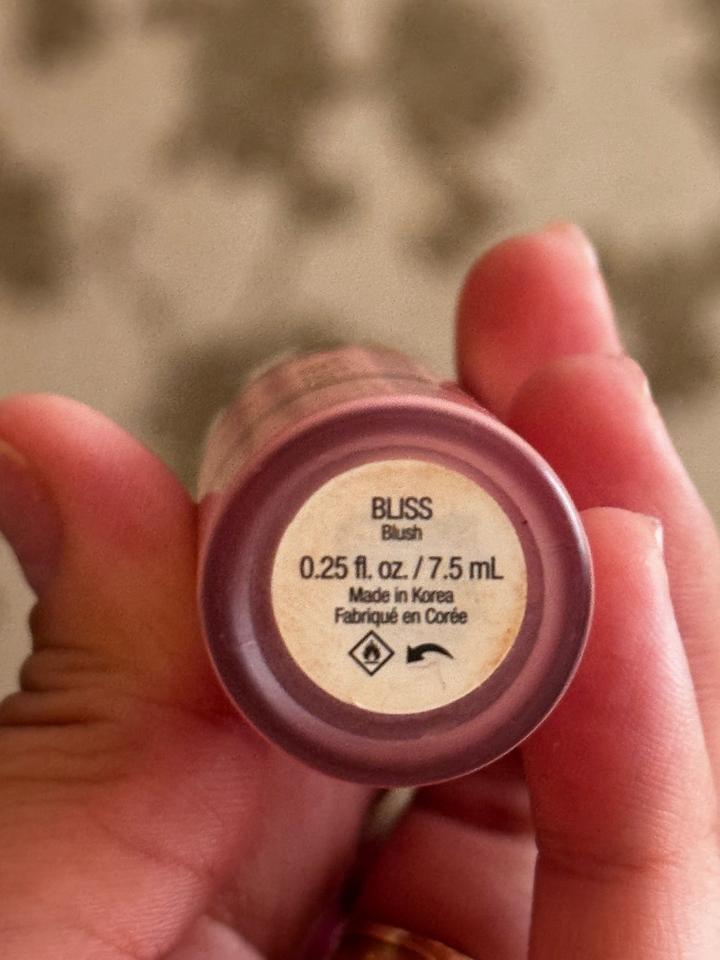 BLISS
Blush
0.25 fl. oz. / 7.5 mL
Made in Korea
Fabriqué en Corée